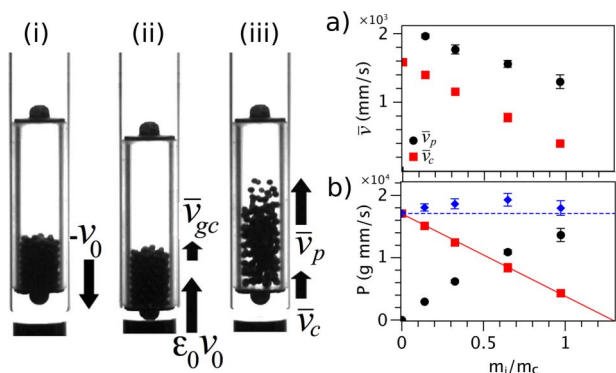 (i) (ii) (iii)
-v₀
v̄gc
ε₀v₀
v̄p
v̄c
a)
×10³
2
1
0
v̄ (mm/s)
v̄p
v̄c
b)
×10⁴
2
1
0
P (g mm/s)
0 0.5 1
mᵢ/mc